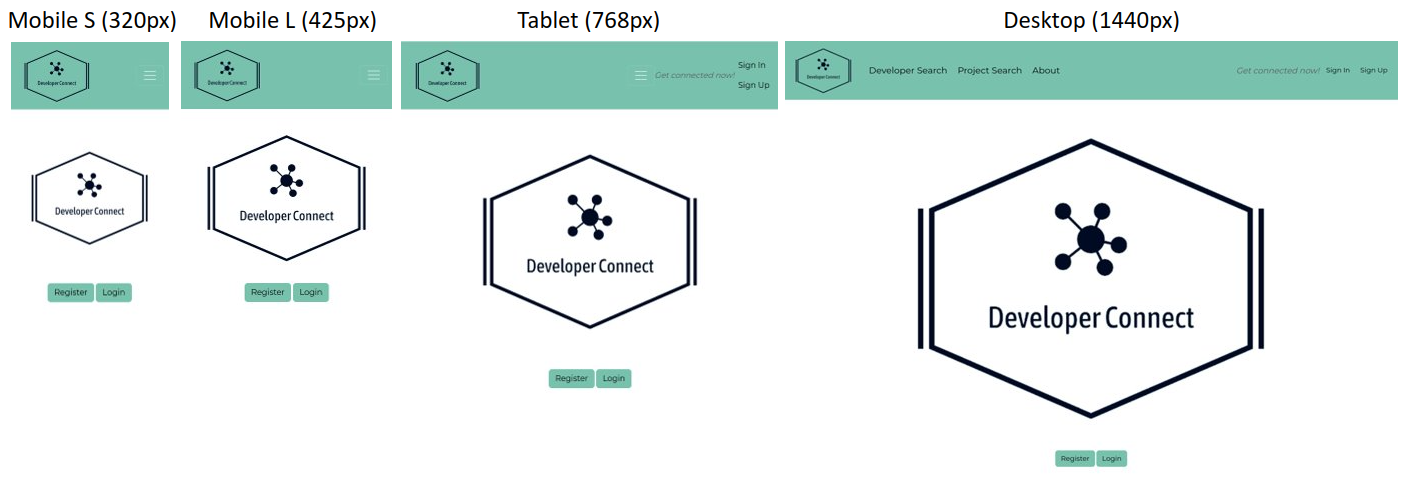 Mobile S (320px)
Mobile L (425px)
Tablet (768px)
Desktop (1440px)
Developer Connect
Developer Connect
Developer Connect
Get connected now!
Sign In
Sign Up
Developer Connect
Developer Search
Project Search
About
Get connected now!
Sign In
Sign Up
Developer Connect
Register
Login
Developer Connect
Register
Login
Developer Connect
Register
Login
Developer Connect
Register
Login